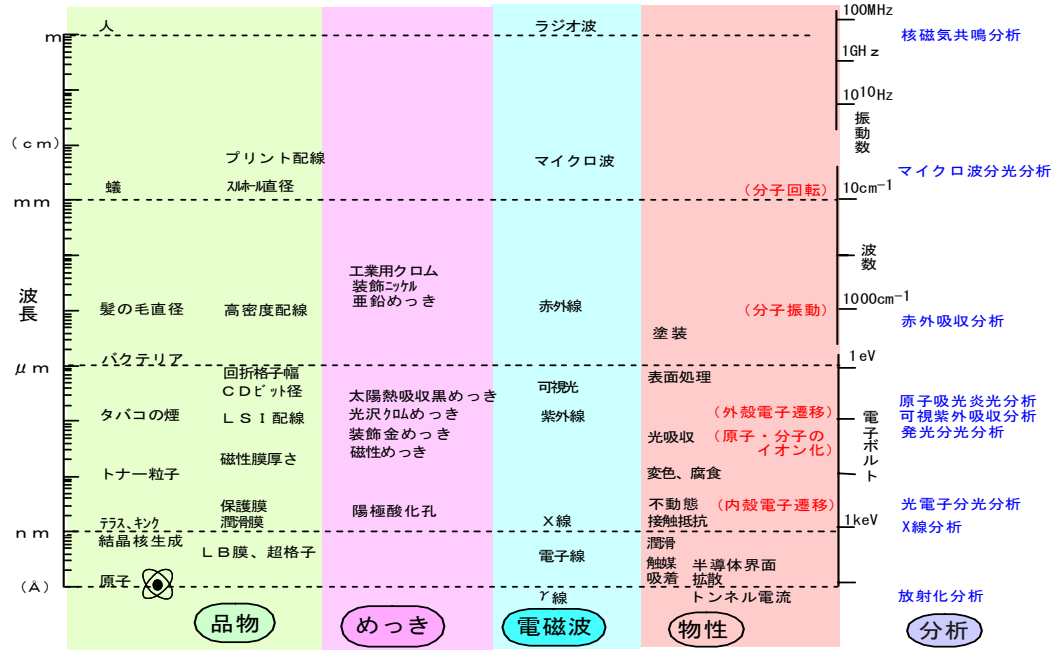 人
ラジオ波
100MHz
m
核磁気共鳴分析
1GHz
10¹⁰Hz
振動数
(cm)
プリント配線
マイクロ波
マイクロ波分光分析
蟻
スルホール直径
(分子回転)
10cm⁻¹
mm
波数
工業用クロム
装飾ニッケル
亜鉛めっき
波長
髪の毛直径
高密度配線
赤外線
(分子振動)
1000cm⁻¹
赤外吸収分析
塗装
バクテリア
μm
1eV
回折格子幅
表面処理
CDピット径
可視光
太陽熱吸収黒めっき
原子吸光炎光分析
タバコの煙
LSI配線
光沢クロムめっき
紫外線
(外殻電子遷移)
可視紫外吸収分析
装飾金めっき
光吸収
(原子・分子の
イオン化)
電子ボルト
発光分光分析
磁性膜厚さ
磁性めっき
トナー粒子
変色、腐食
保護膜
陽極酸化孔
不動態
(内殻電子遷移)
光電子分光分析
テラス、キンク
潤滑膜
X線
接触抵抗
1keV
X線分析
nm
結晶核生成
LB膜、超格子
電子線
潤滑
触媒
半導体界面
(Å)
原子
吸着
拡散
γ線
トンネル電流
放射化分析
品物
めっき
電磁波
物性
分析